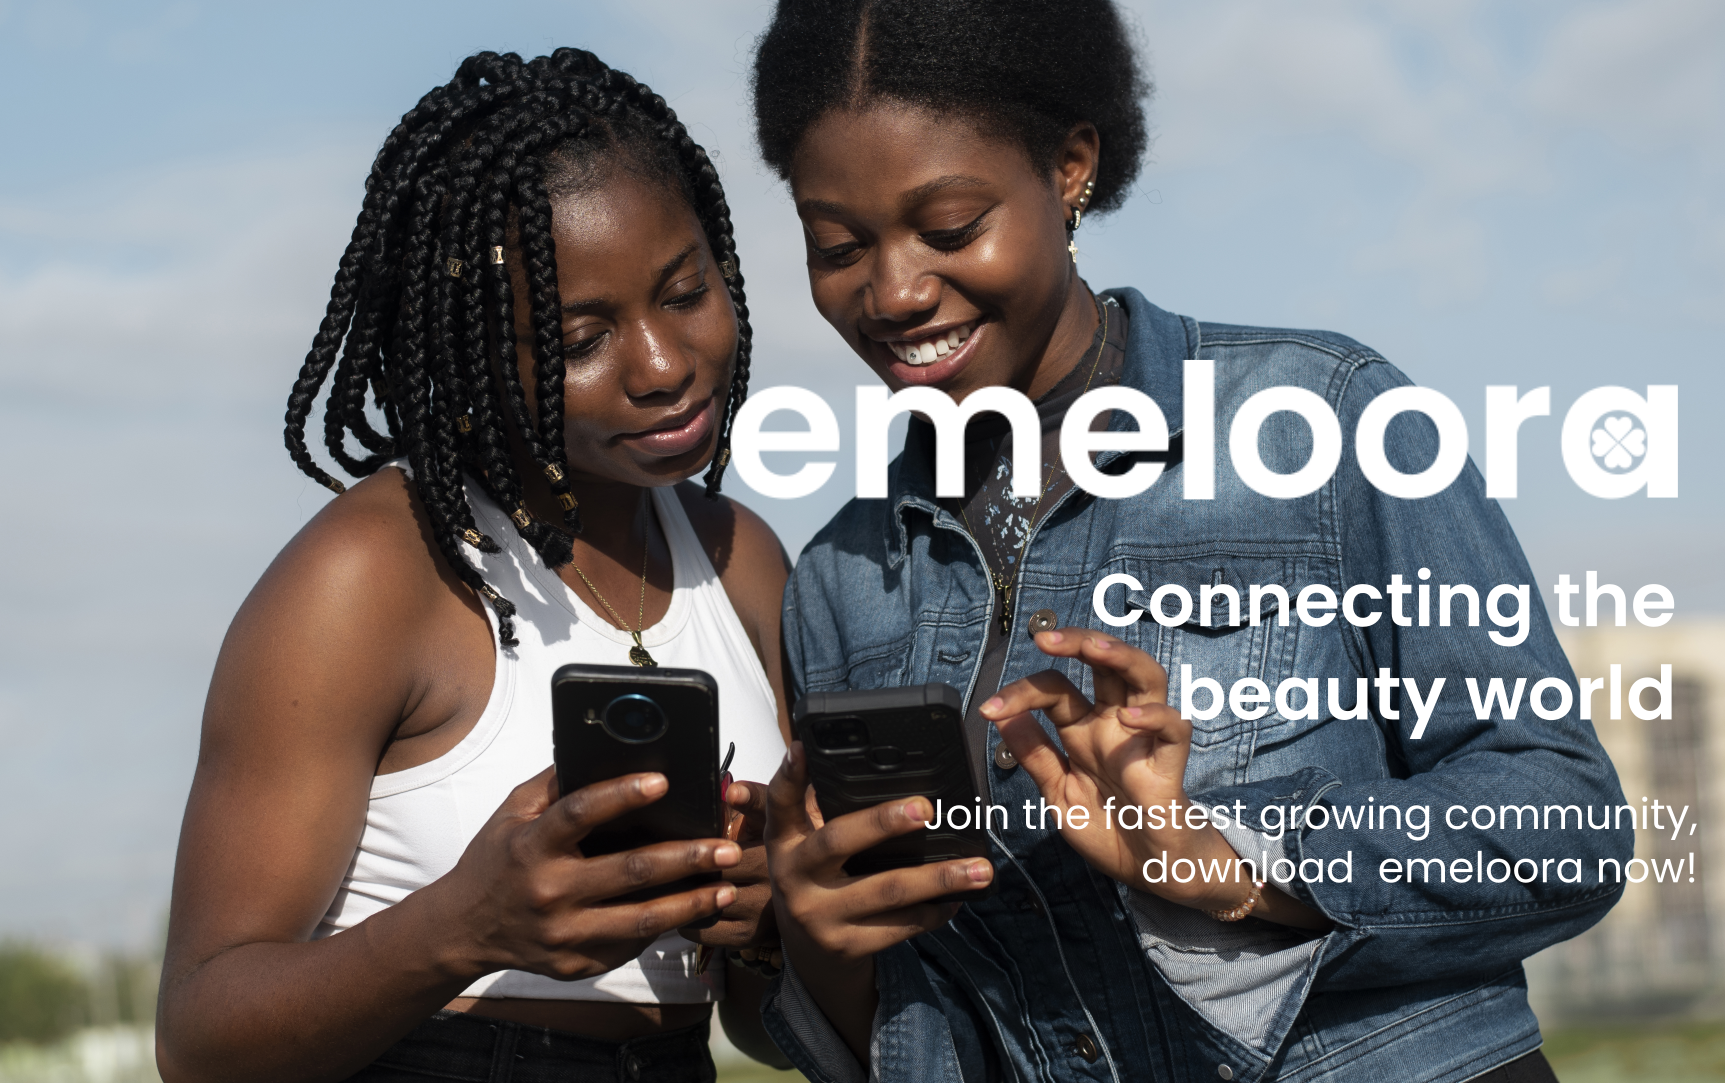 emeloora
Connecting the
beauty world
Join the fastest growing community,
download  emeloora now!